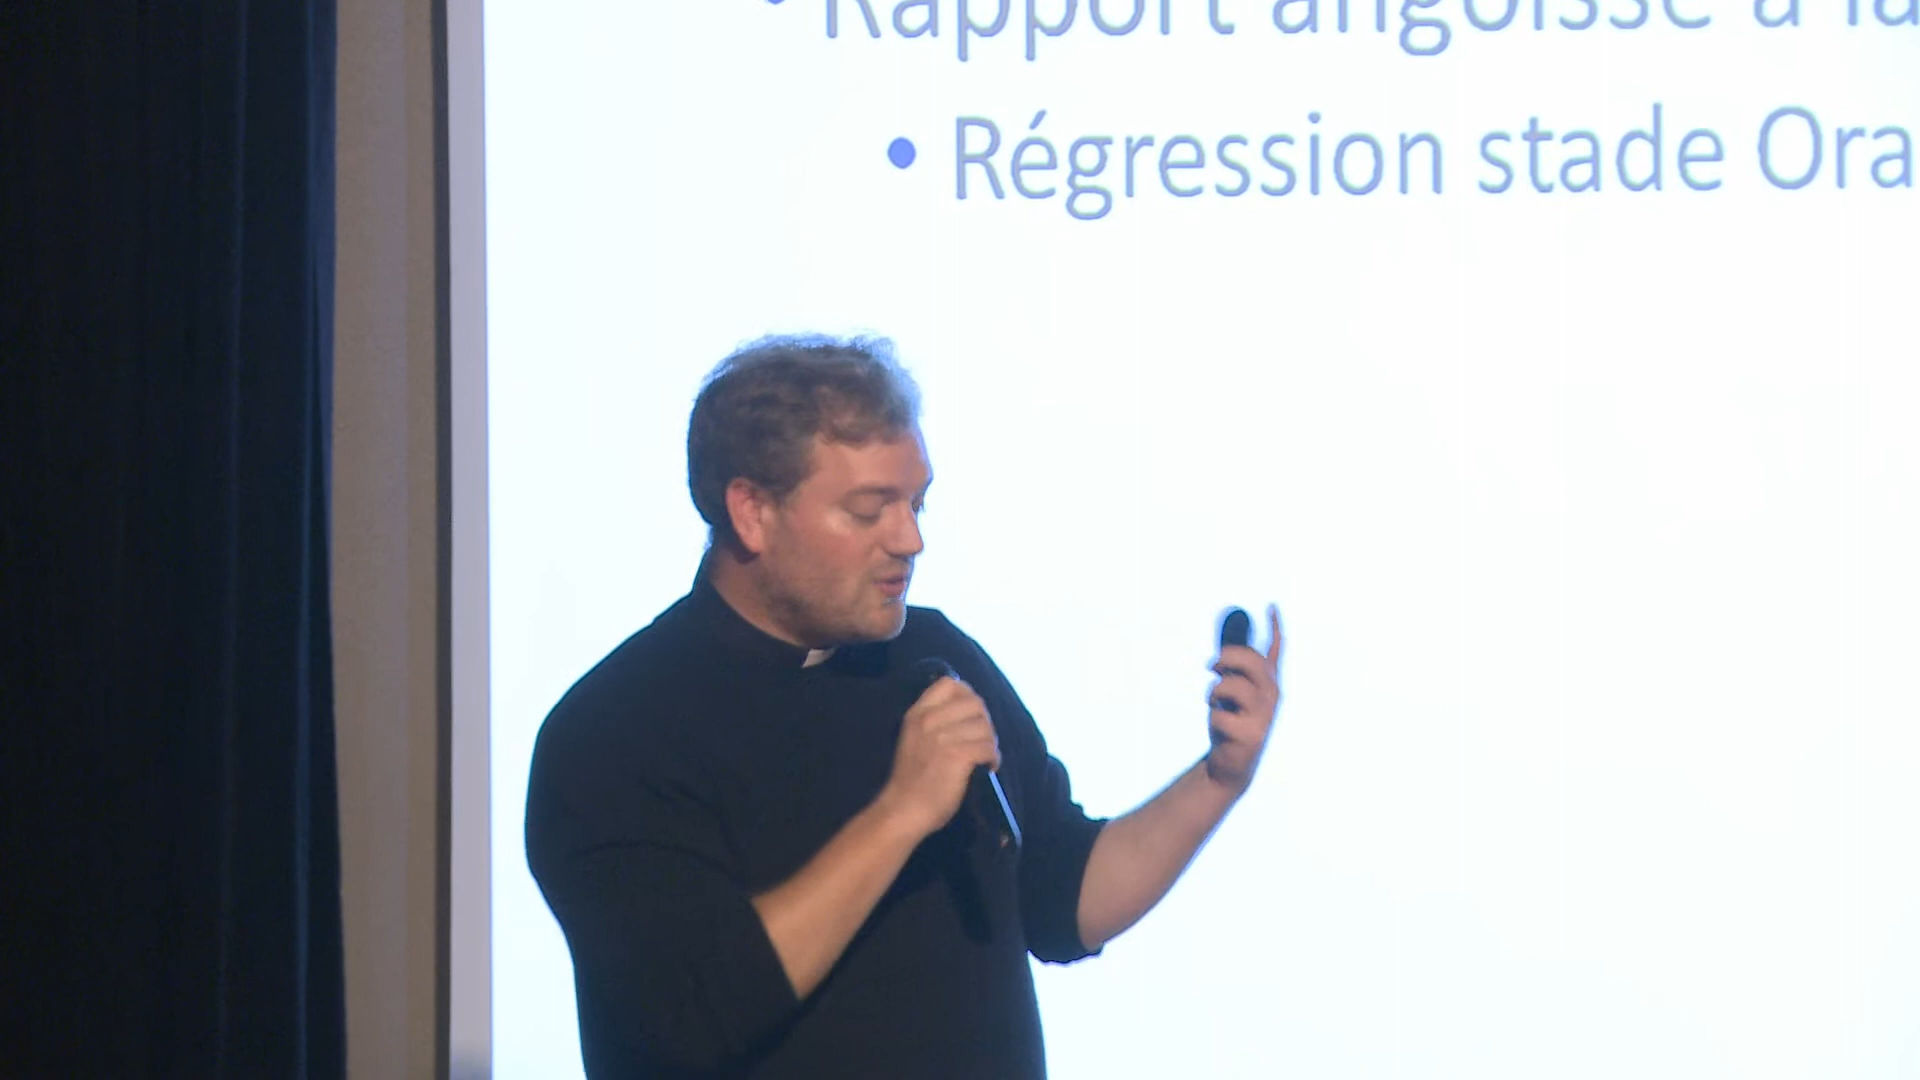 • Rapport angoisse à la
• Régression stade Ora